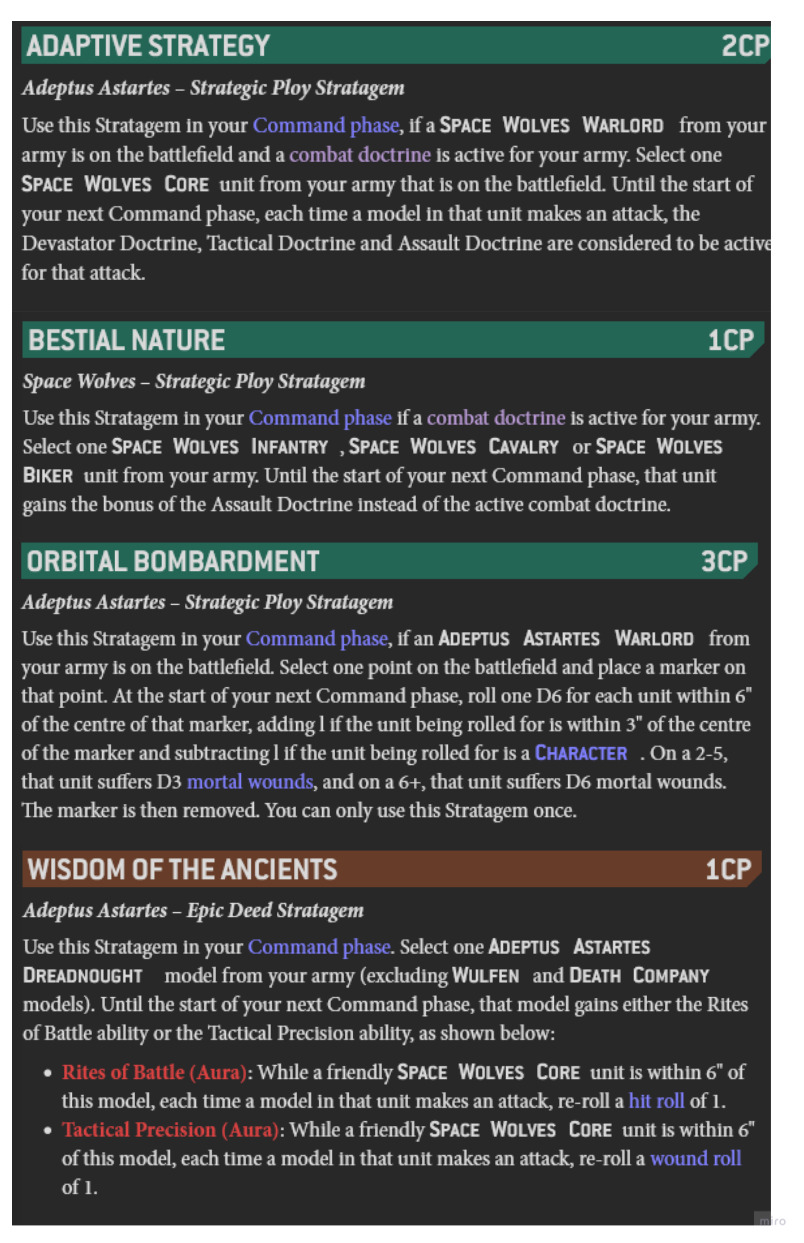 ADAPTIVE STRATEGY 2CP
Adeptus Astartes – Strategic Ploy Stratagem
Use this Stratagem in your Command phase, if a SPACE WOLVES WARLORD from your
army is on the battlefield and a combat doctrine is active for your army. Select one
SPACE WOLVES CORE unit from your army that is on the battlefield. Until the start of
your next Command phase, each time a model in that unit makes an attack, the
Devastator Doctrine, Tactical Doctrine and Assault Doctrine are considered to be active
for that attack.
BESTIAL NATURE 1CP
Space Wolves – Strategic Ploy Stratagem
Use this Stratagem in your Command phase if a combat doctrine is active for your army.
Select one SPACE WOLVES INFANTRY , SPACE WOLVES CAVALRY or SPACE WOLVES
BIKER unit from your army. Until the start of your next Command phase, that unit
gains the bonus of the Assault Doctrine instead of the active combat doctrine.
ORBITAL BOMBARDMENT 3CP
Adeptus Astartes – Strategic Ploy Stratagem
Use this Stratagem in your Command phase, if an ADEPTUS ASTARTES WARLORD from
your army is on the battlefield. Select one point on the battlefield and place a marker on
that point. At the start of your next Command phase, roll one D6 for each unit within 6"
of the centre of that marker, adding 1 if the unit being rolled for is within 3" of the centre
of the marker and subtracting 1 if the unit being rolled for is a CHARACTER . On a 2-5,
that unit suffers D3 mortal wounds, and on a 6+, that unit suffers D6 mortal wounds.
The marker is then removed. You can only use this Stratagem once.
WISDOM OF THE ANCIENTS 1CP
Adeptus Astartes – Epic Deed Stratagem
Use this Stratagem in your Command phase. Select one ADEPTUS ASTARTES
DREADNOUGHT model from your army (excluding WULFEN and DEATH COMPANY
models). Until the start of your next Command phase, that model gains either the Rites
of Battle ability or the Tactical Precision ability, as shown below:
• Rites of Battle (Aura): While a friendly SPACE WOLVES CORE unit is within 6" of
this model, each time a model in that unit makes an attack, re-roll a hit roll of 1.
• Tactical Precision (Aura): While a friendly SPACE WOLVES CORE unit is within 6"
of this model, each time a model in that unit makes an attack, re-roll a wound roll
of 1.
miro